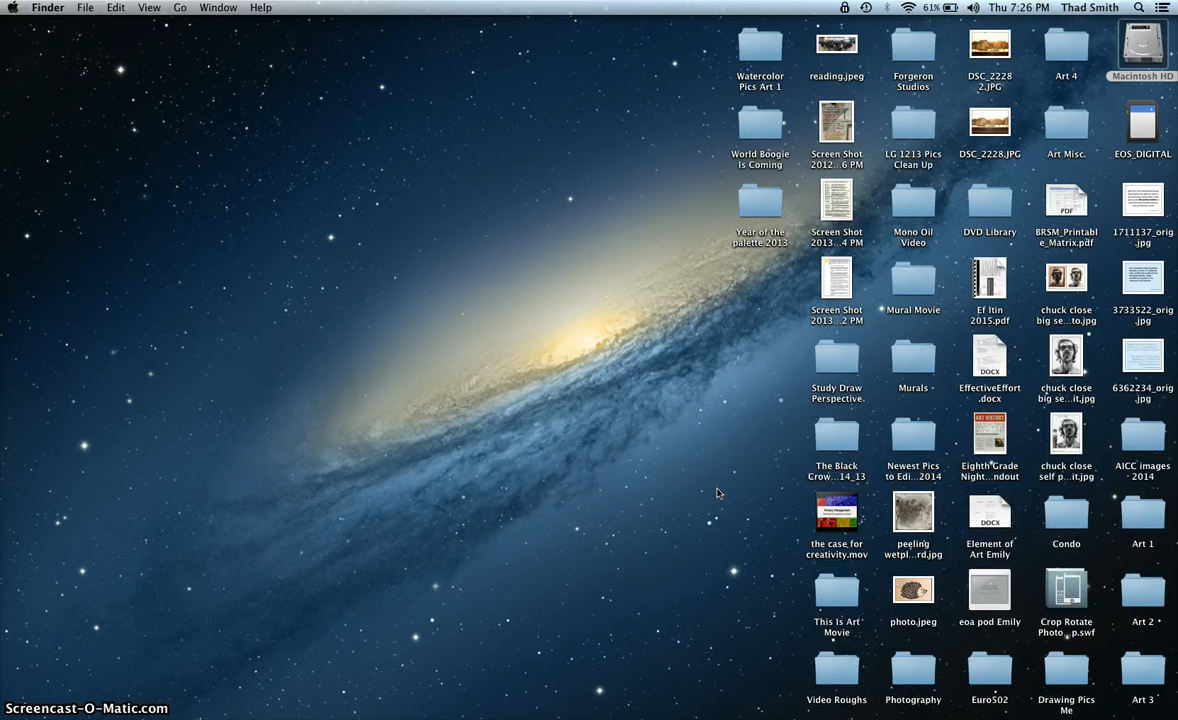 Finder File Edit View Go Window Help 61% Thu 7:26 PM Thad Smith
Watercolor
Pics Art 1
reading.jpeg
Forgeron
Studios
DSC_2228
2.JPG
Art 4
Macintosh HD
World Boogie
Is Coming
Screen Shot
2012...6 PM
LG 1213 Pics
Clean Up
DSC_2228.JPG
Art Misc.
EOS_DIGITAL
Year of the
palette 2013
Screen Shot
2013...4 PM
Mono Oil
Video
DVD Library
PDF
BRSM_Printabl
e_Matrix.pdf
1711137_orig
.jpg
Screen Shot
2013...2 PM
Mural Movie
Ef Itin
2015.pdf
chuck close
big se...to.jpg
3733522_orig
.jpg
Study Draw
Perspective
Murals
DOCX
EffectiveEffort
.docx
chuck close
big se...it.jpg
6362234_orig
.jpg
The Black
Crow...14_13
Newest Pics
to Edi...2014
ART HISTORY
Eighth Grade
Night...ndout
chuck close
self p...it.jpg
AICC images
2014
the case for
creativity.mov
peeling
wetpl...rd.jpg
DOCX
Element of
Art Emily
Condo
Art 1
This Is Art
Movie
photo.jpeg
eoa pod Emily
Crop Rotate
Photo...p.swf
Art 2
Video Roughs
Photography
Euro502
Drawing Pics
Me
Art 3
Screencast-O-Matic.com